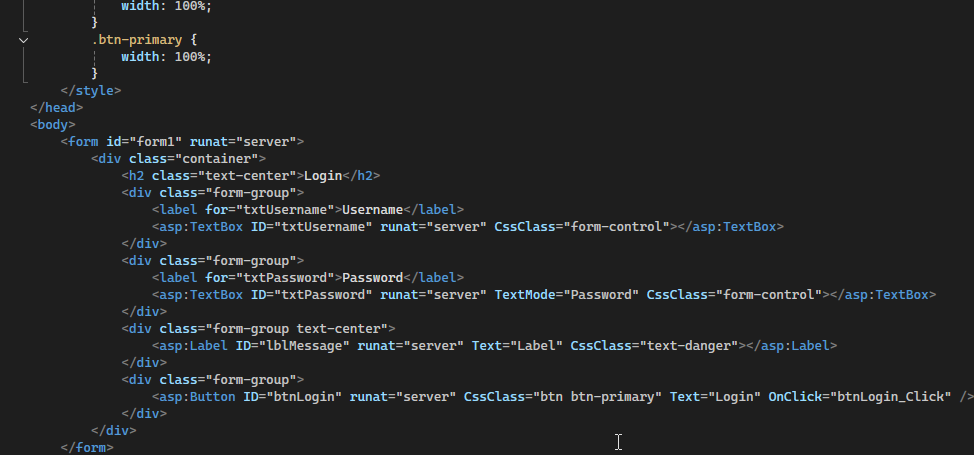 width: 100%;
}
.btn-primary {
width: 100%;
}
</style>
</head>
<body>
<form id="form1" runat="server">
<div class="container">
<h2 class="text-center">Login</h2>
<div class="form-group">
<label for="txtUsername">Username</label>
<asp:TextBox ID="txtUsername" runat="server" CssClass="form-control"></asp:TextBox>
</div>
<div class="form-group">
<label for="txtPassword">Password</label>
<asp:TextBox ID="txtPassword" runat="server" TextMode="Password" CssClass="form-control"></asp:TextBox>
</div>
<div class="form-group text-center">
<asp:Label ID="lblMessage" runat="server" Text="Label" CssClass="text-danger"></asp:Label>
</div>
<div class="form-group">
<asp:Button ID="btnLogin" runat="server" CssClass="btn btn-primary" Text="Login" OnClick="btnLogin_Click" />
</div>
</div>
</form>